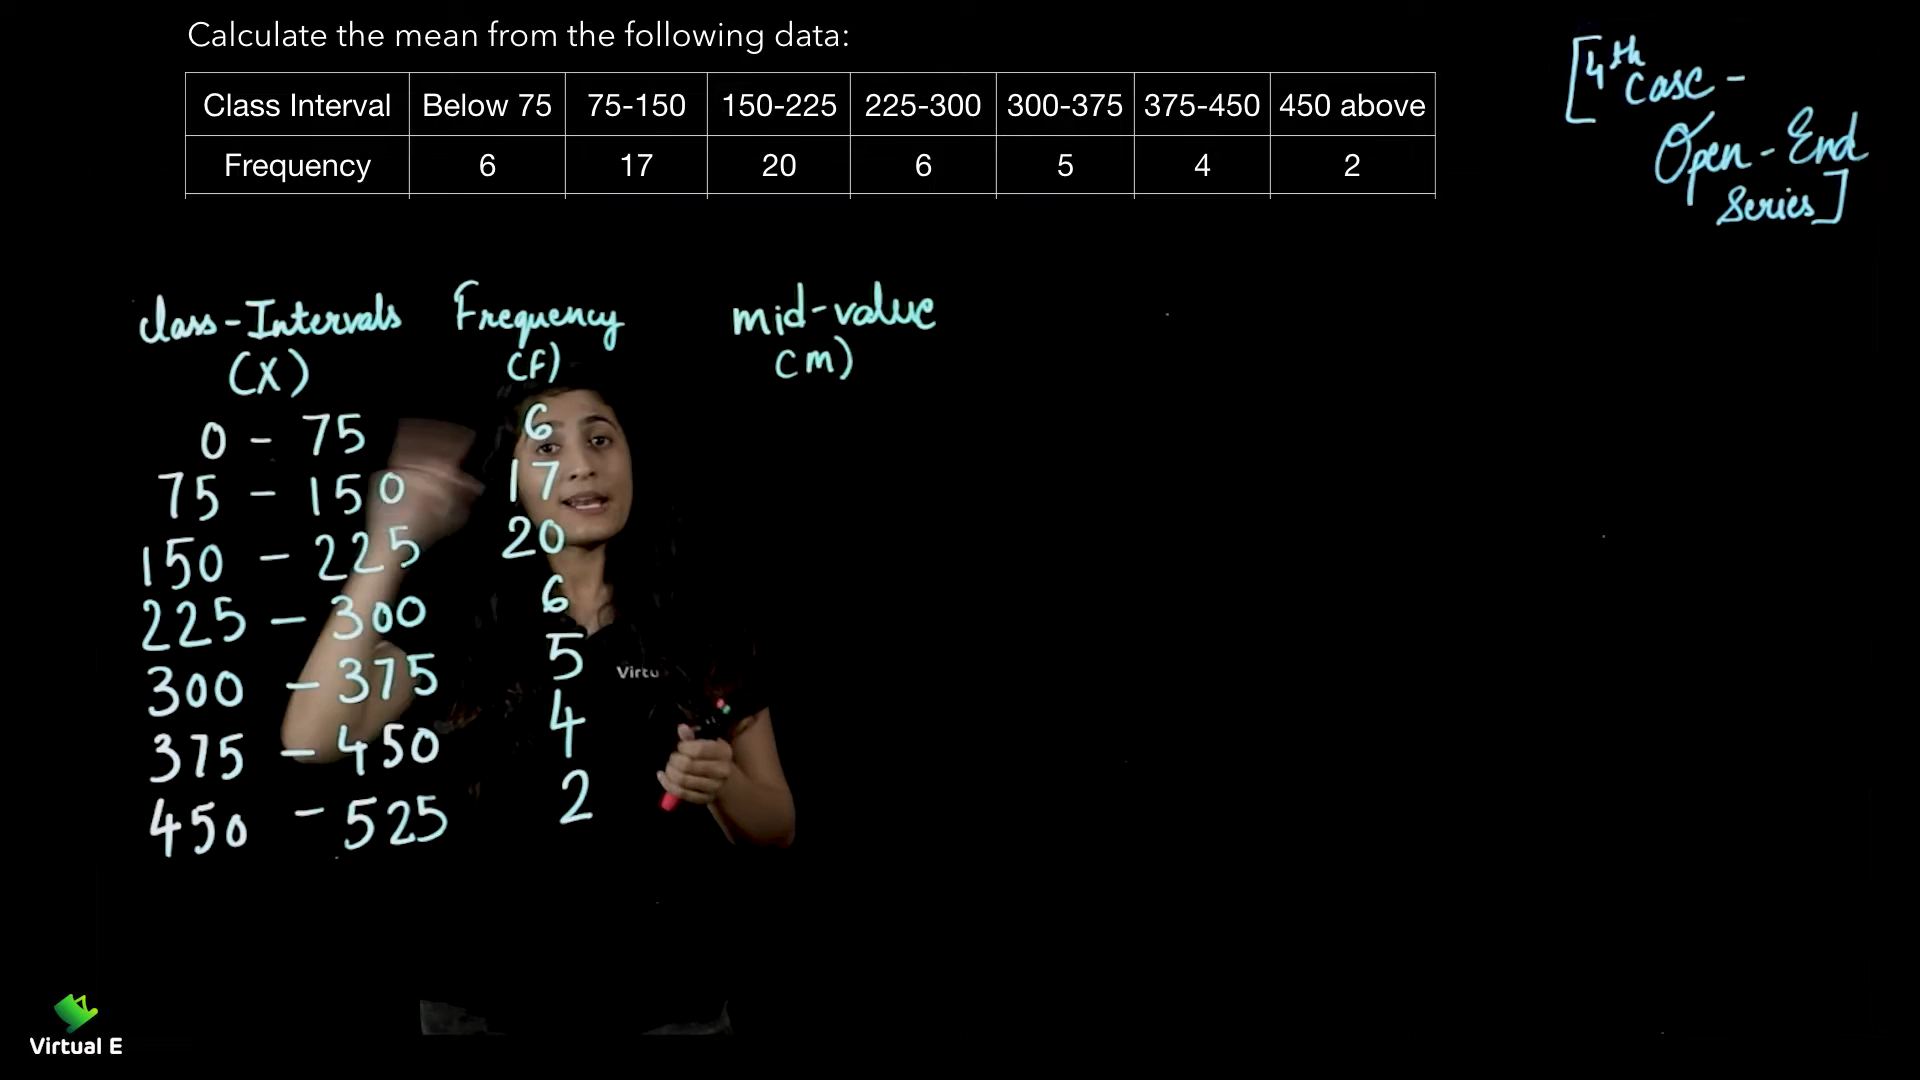 Calculate the mean from the following data:
Class Interval Below 75 75-150 150-225 225-300 300-375 375-450 450 above
Frequency 6 17 20 6 5 4 2
[4th Case -
Open - End
Series]
Class - Intervals Frequency mid-value
(X) (F) (m)
0 - 75 6
75 - 150 17
150 - 225 20
225 - 300 6
300 - 375 5
375 - 450 4
450 - 525 2
Virtu
Virtual E